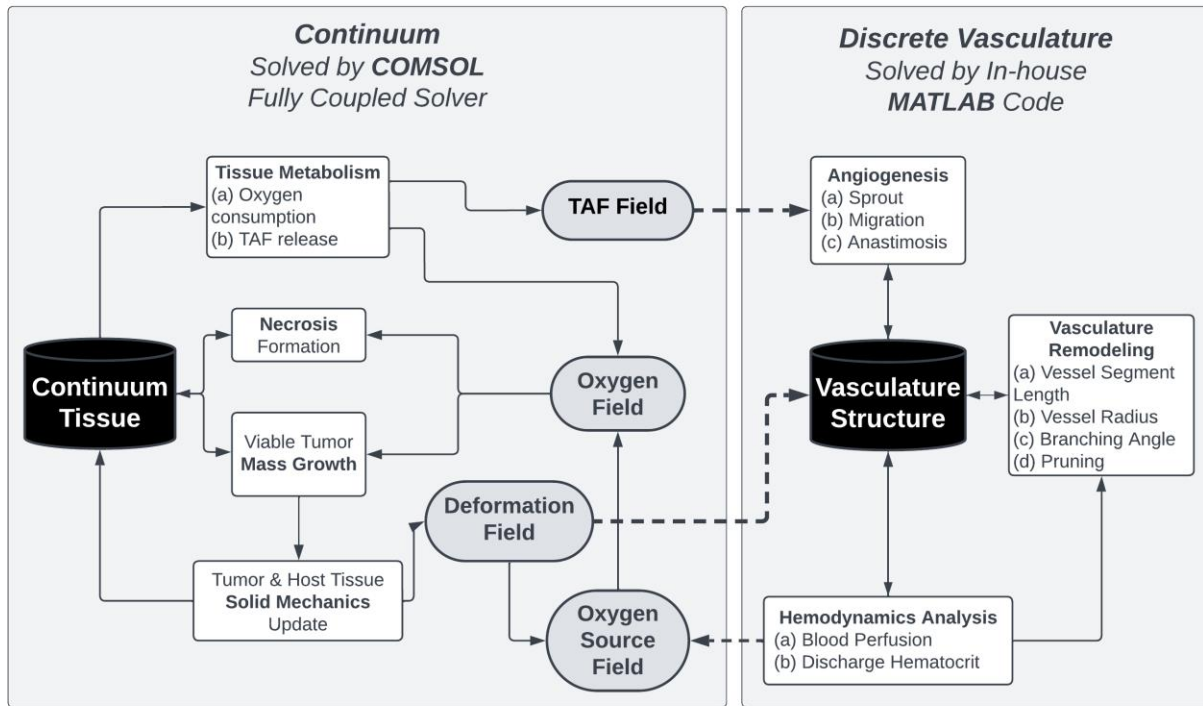 Continuum
Solved by COMSOL
Fully Coupled Solver
Tissue Metabolism
(a) Oxygen
consumption
(b) TAF release
TAF Field
Necrosis
Formation
Continuum
Tissue
Oxygen
Field
Viable Tumor
Mass Growth
Deformation
Field
Tumor & Host Tissue
Solid Mechanics
Update
Oxygen
Source
Field
Discrete Vasculature
Solved by In-house
MATLAB Code
Angiogenesis
(a) Sprout
(b) Migration
(c) Anastimosis
Vasculature
Structure
Vasculature
Remodeling
(a) Vessel Segment
Length
(b) Vessel Radius
(c) Branching Angle
(d) Pruning
Hemodynamics Analysis
(a) Blood Perfusion
(b) Discharge Hematocrit